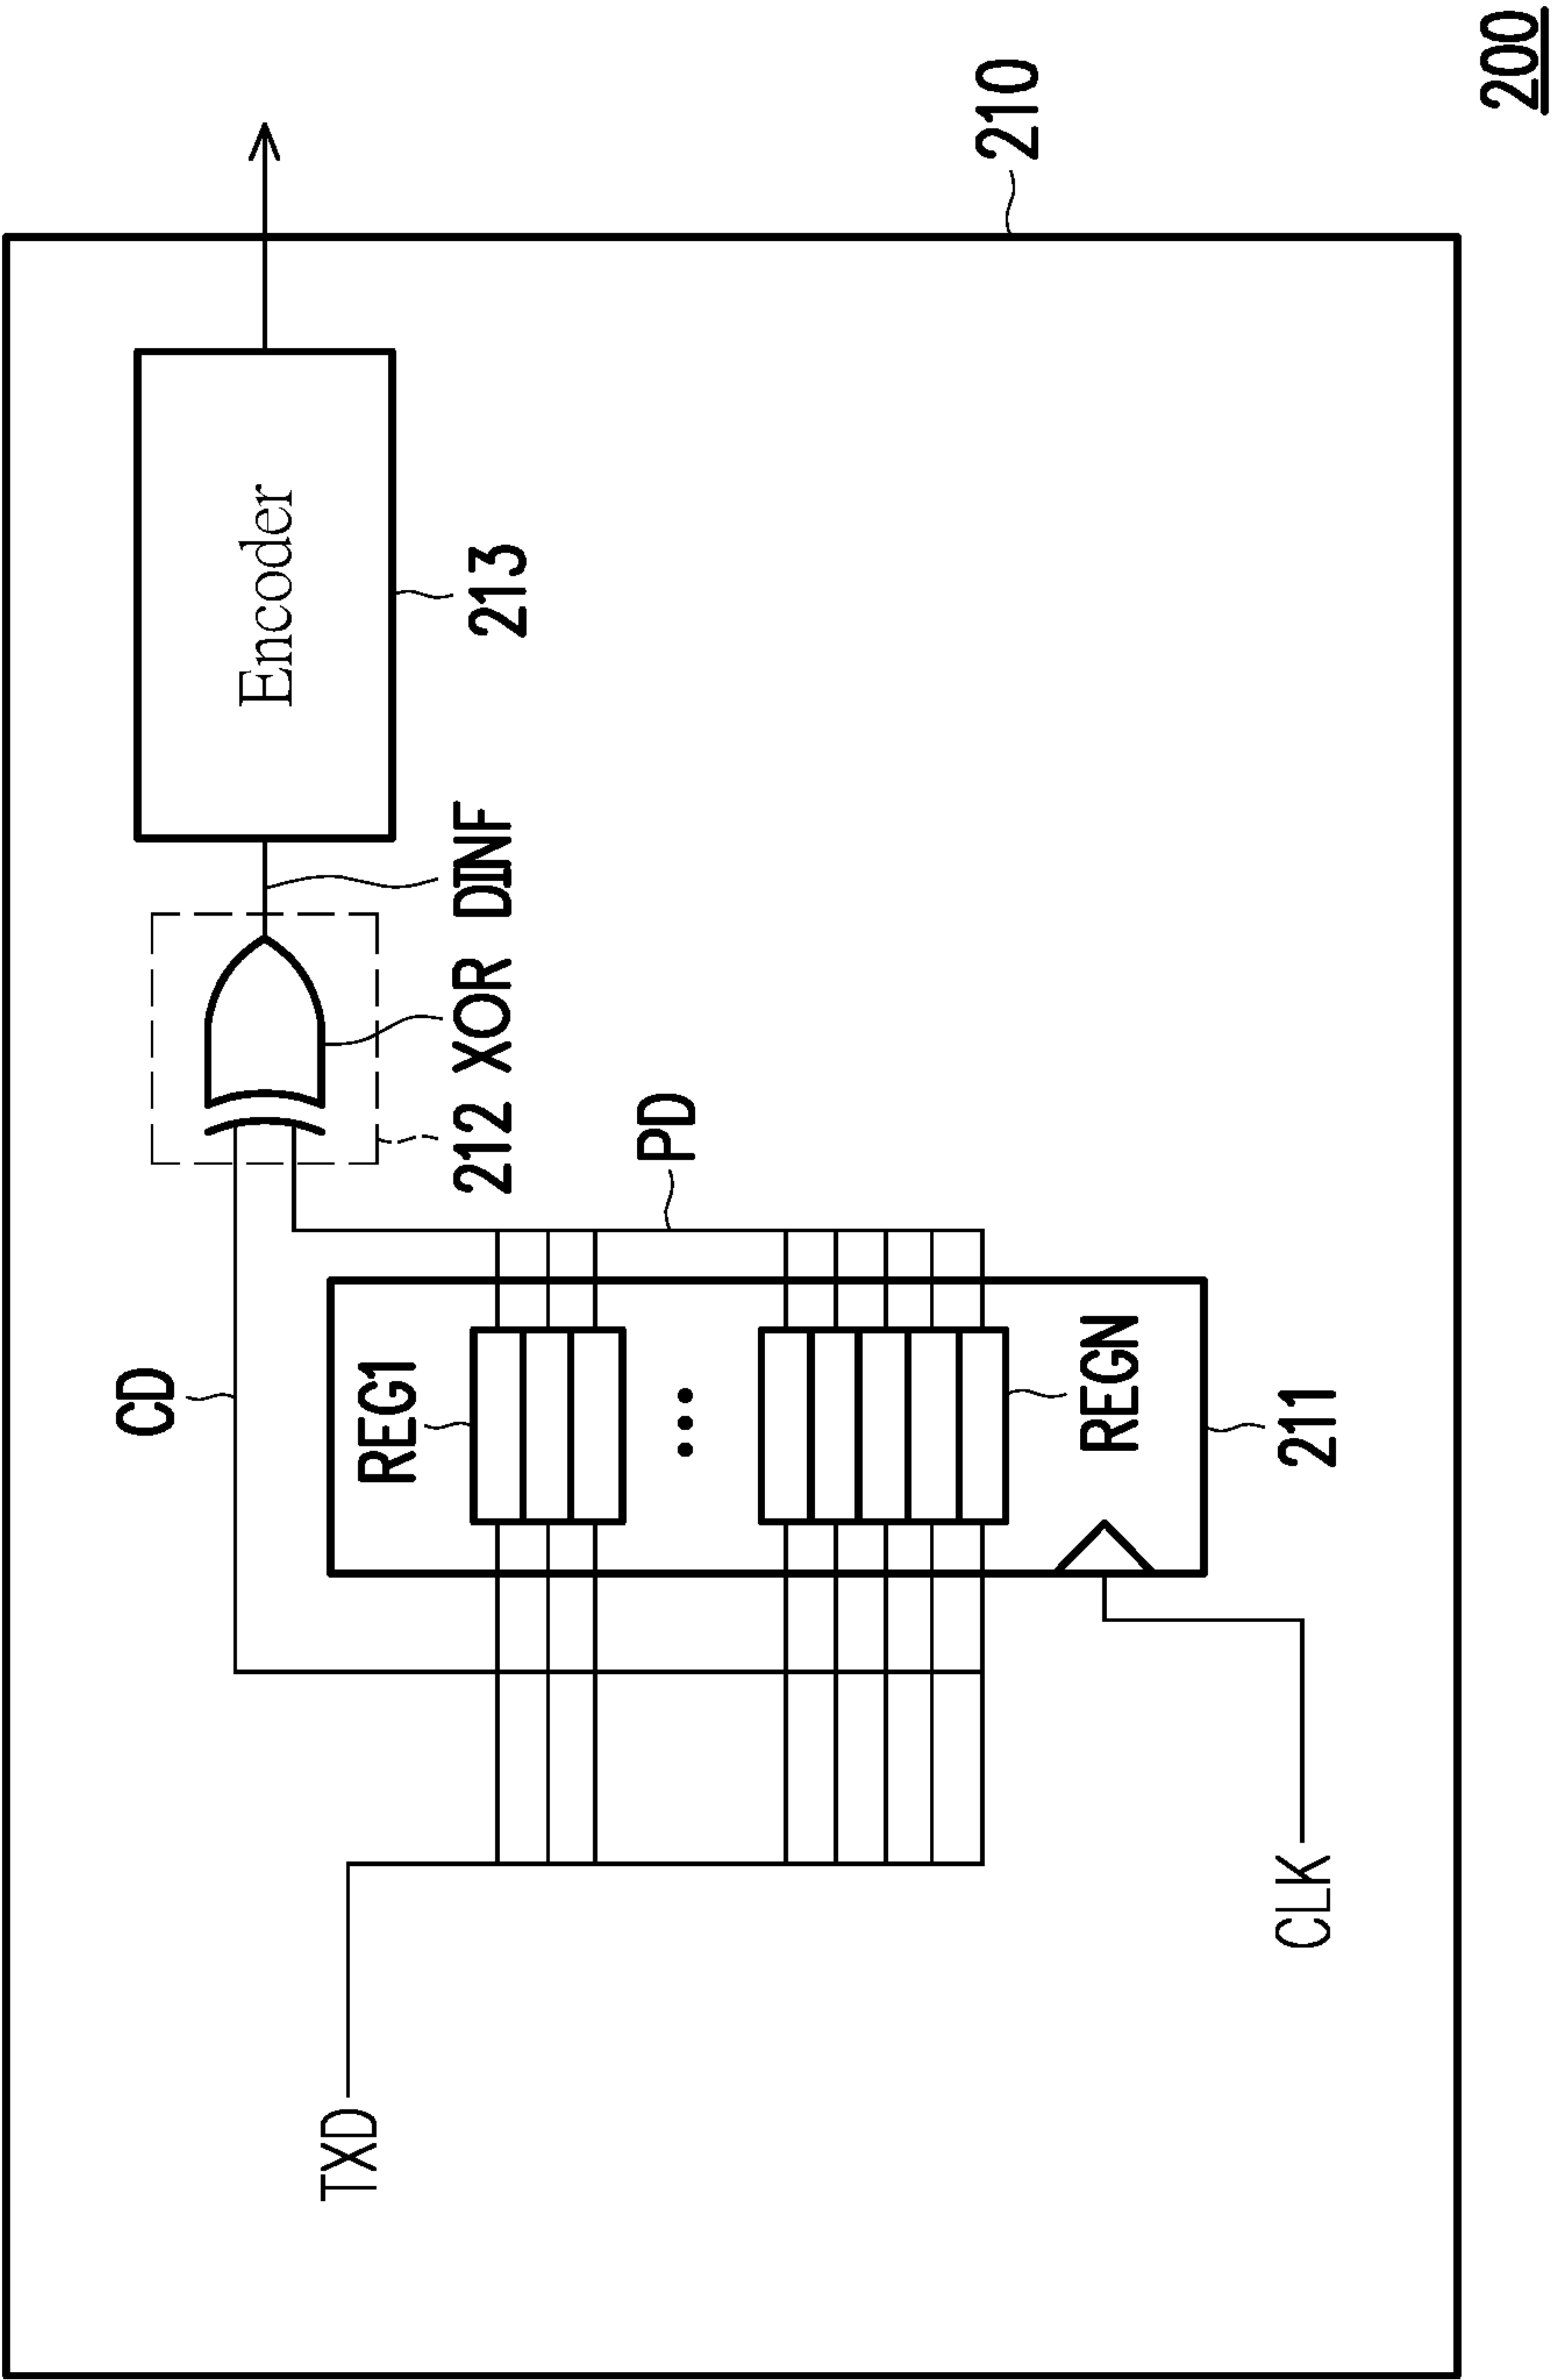 200
210
Encoder
213
CD
212 XOR DINF
REG1
PD
...
REGN
211
TXD
CLK